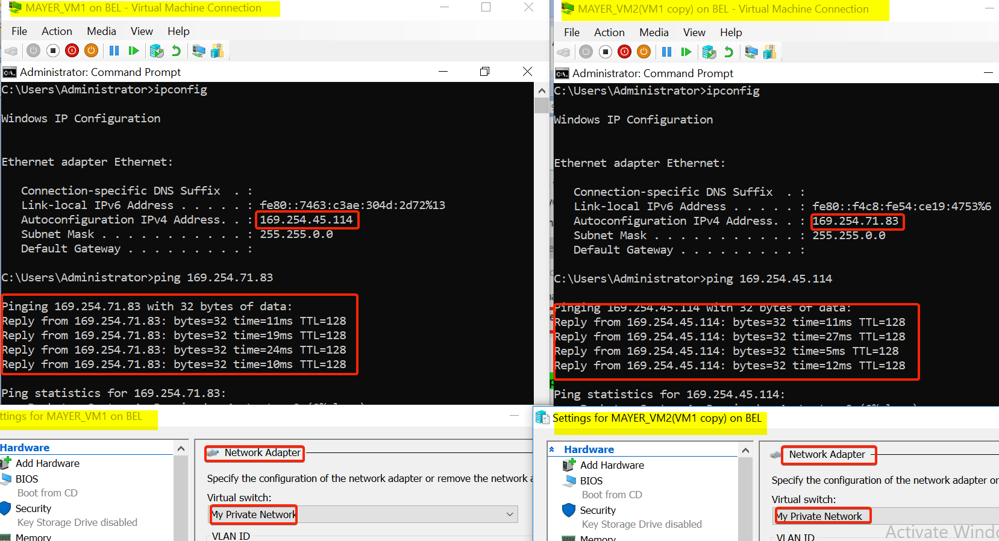 MAYER_VM1 on BEL - Virtual Machine Connection
File Action Media View Help
Administrator: Command Prompt
C:\Users\Administrator>ipconfig
Windows IP Configuration
Ethernet adapter Ethernet:
Connection-specific DNS Suffix . :
Link-local IPv6 Address . . . . . : fe80::7463:c3ae:304d:2d72%13
Autoconfiguration IPv4 Address. . : 169.254.45.114
Subnet Mask . . . . . . . . . . . : 255.255.0.0
Default Gateway . . . . . . . . . :
C:\Users\Administrator>ping 169.254.71.83
Pinging 169.254.71.83 with 32 bytes of data:
Reply from 169.254.71.83: bytes=32 time=11ms TTL=128
Reply from 169.254.71.83: bytes=32 time=19ms TTL=128
Reply from 169.254.71.83: bytes=32 time=24ms TTL=128
Reply from 169.254.71.83: bytes=32 time=10ms TTL=128
Ping statistics for 169.254.71.83:
MAYER_VM2(VM1 copy) on BEL - Virtual Machine Connection
File Action Media View Help
Administrator: Command Prompt
C:\Users\Administrator>ipconfig
Windows IP Configuration
Ethernet adapter Ethernet:
Connection-specific DNS Suffix . :
Link-local IPv6 Address . . . . . : fe80::f4c8:fe54:ce19:4753%6
Autoconfiguration IPv4 Address. . : 169.254.71.83
Subnet Mask . . . . . . . . . . . : 255.255.0.0
Default Gateway . . . . . . . . . :
C:\Users\Administrator>ping 169.254.45.114
Pinging 169.254.45.114 with 32 bytes of data:
Reply from 169.254.45.114: bytes=32 time=11ms TTL=128
Reply from 169.254.45.114: bytes=32 time=27ms TTL=128
Reply from 169.254.45.114: bytes=32 time=5ms TTL=128
Reply from 169.254.45.114: bytes=32 time=12ms TTL=128
Ping statistics for 169.254.45.114:
ttings for MAYER_VM1 on BEL
Hardware
Add Hardware
BIOS
Boot from CD
Security
Key Storage Drive disabled
Memory
Network Adapter
Specify the configuration of the network adapter or remove the network a
Virtual switch:
My Private Network
VLAN ID
Settings for MAYER_VM2(VM1 copy) on BEL
Hardware
Add Hardware
BIOS
Boot from CD
Security
Key Storage Drive disabled
Memory
Network Adapter
Specify the configuration of the network adapter or
Virtual switch:
My Private Network
VLAN ID
Activate Windo